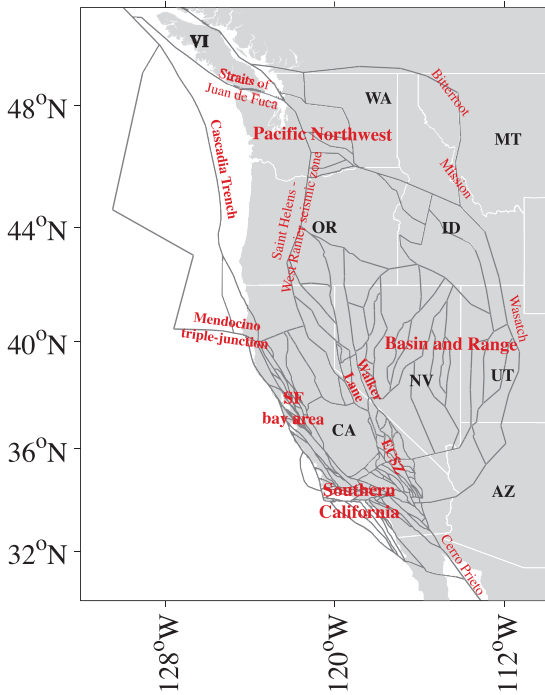 VI
Straits of
Juan de Fuca
WA
Bitterroot
MT
48°N
Pacific Northwest
Cascadia Trench
Mission
Saint Helens -
West Ranier seismic zone
44°N
OR
ID
Wasatch
Mendocino
triple-junction
40°N
Basin and Range
Walker
Lane
NV
UT
SF
bay area
CA
36°N
ECSZ
Southern
California
AZ
32°N
Cerro Prieto
128°W
120°W
112°W